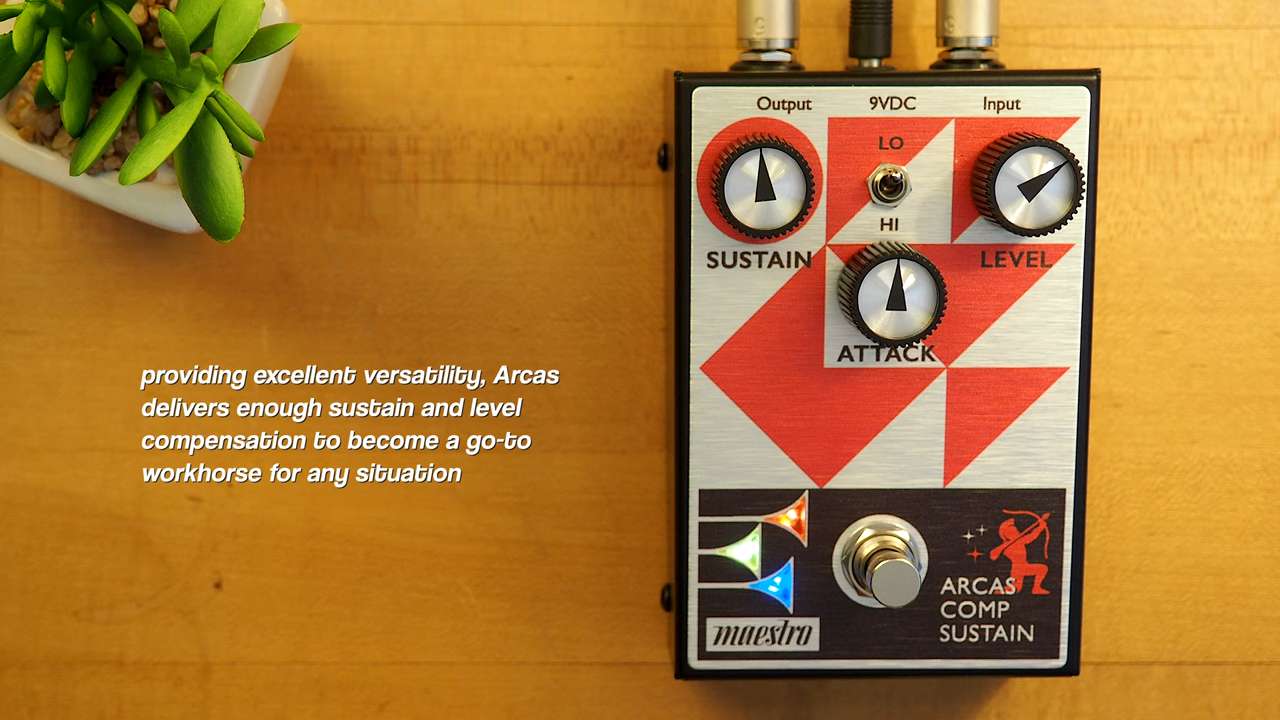 Output 9VDC Input
LO
HI
SUSTAIN LEVEL
ATTACK
providing excellent versatility, Arcas
delivers enough sustain and level
compensation to become a go-to
workhorse for any situation
maestro
ARCAS
COMP
SUSTAIN